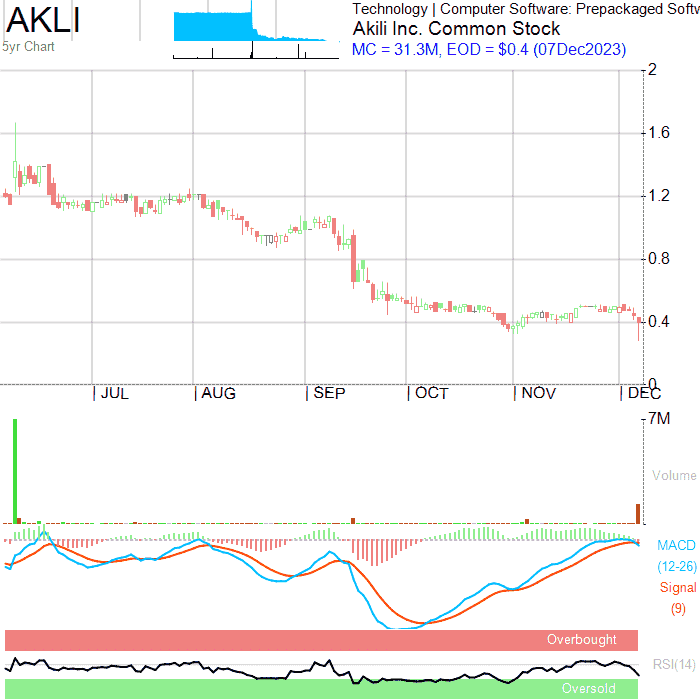 AKLI
5yr Chart
Technology | Computer Software: Prepackaged Softw
Akili Inc. Common Stock
MC = 31.3M, EOD = $0.4 (07Dec2023)
2
1.6
1.2
0.8
0.4
0
JUL AUG SEP OCT NOV DEC
7M
Volume
MACD
(12-26)
Signal
(9)
Overbought
RSI(14)
Oversold